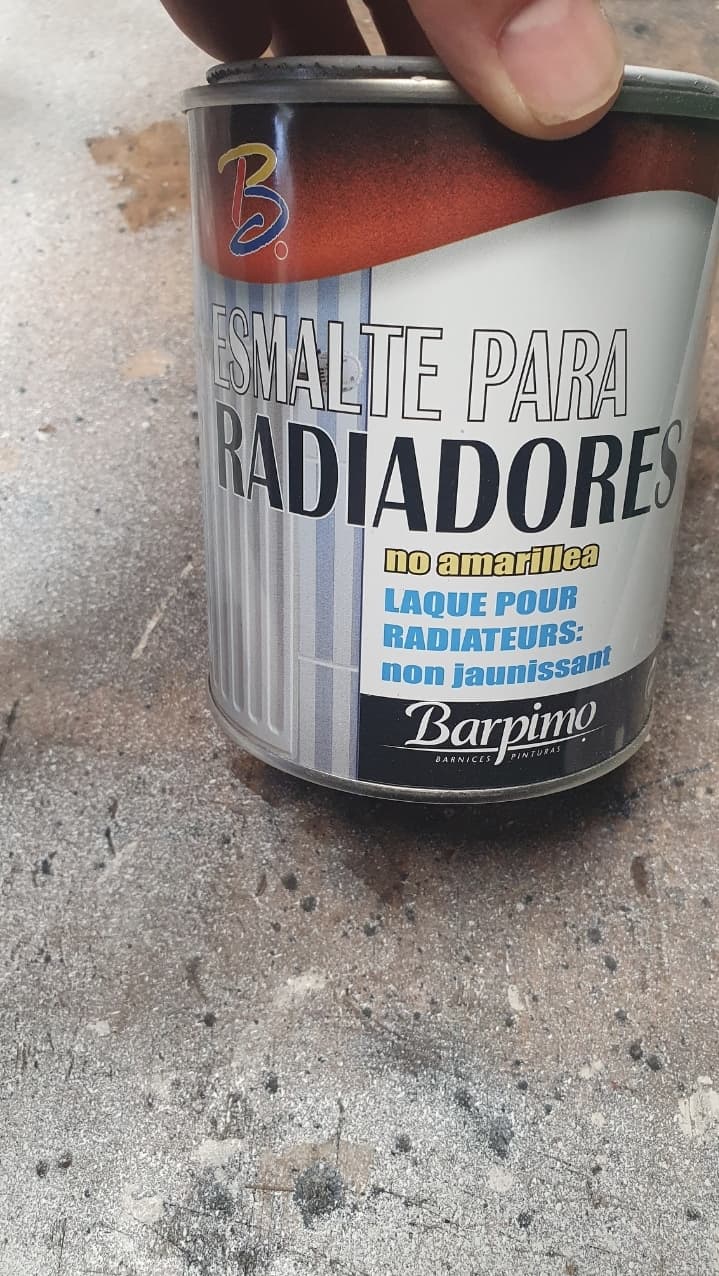 B
ESMALTE PARA
RADIADORES
no amarillea
LAQUE POUR
RADIATEURS:
non jaunissant
Barpimo
BARNICES PINTURAS